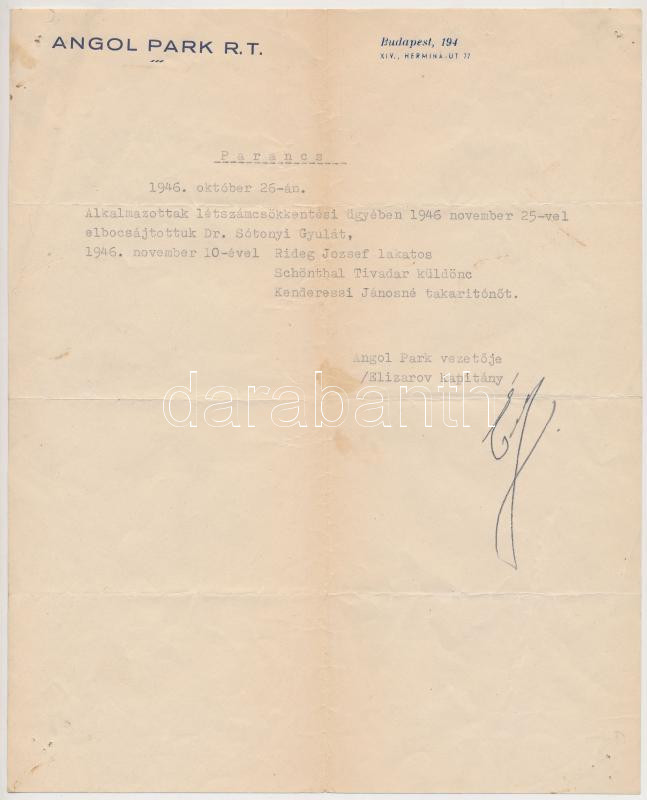 ANGOL PARK R.T.
Budapest, 194
XIV., HERMINA-UT 77
Parancs
1946. október 26-án.
Alkalmazottak létszámcsökkentési ügyében 1946 november 25-vel
elbocsájtottuk Dr. Sótonyi Gyulát,
1946. november 10-ével Rideg Jozsef lakatos
Schönthal Tivadar küldönc
Kenderessi Jánosné takaritónőt.
Angol Park vezetője
/Elizarov Kapitány
darabanth